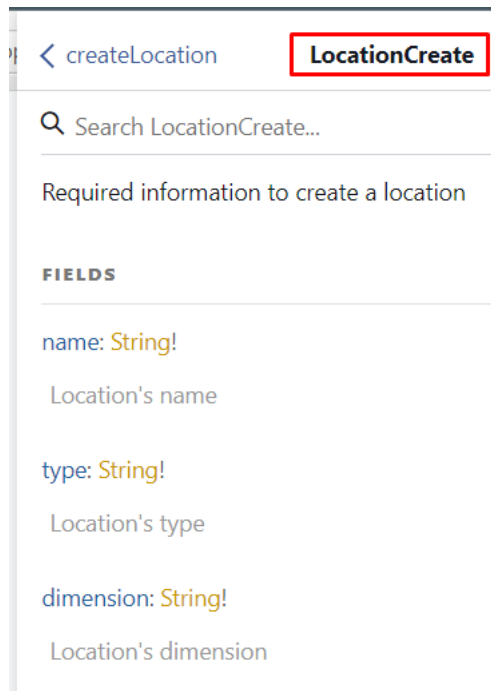 createLocation LocationCreate
Search LocationCreate...
Required information to create a location
FIELDS
name: String!
Location's name
type: String!
Location's type
dimension: String!
Location's dimension